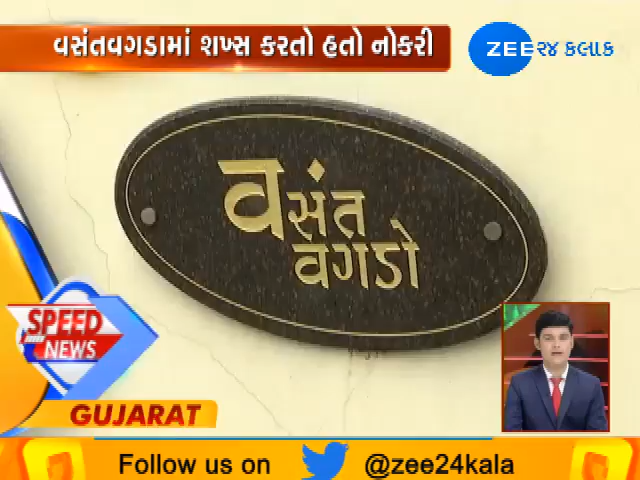 વસંતવગડામાં શખ્સ કરતો હતો નોકરી
ZEE ૨૪ કલાક
વસંત
વગડો
SPEED
NEWS
GUJARAT
Follow us on @zee24kala